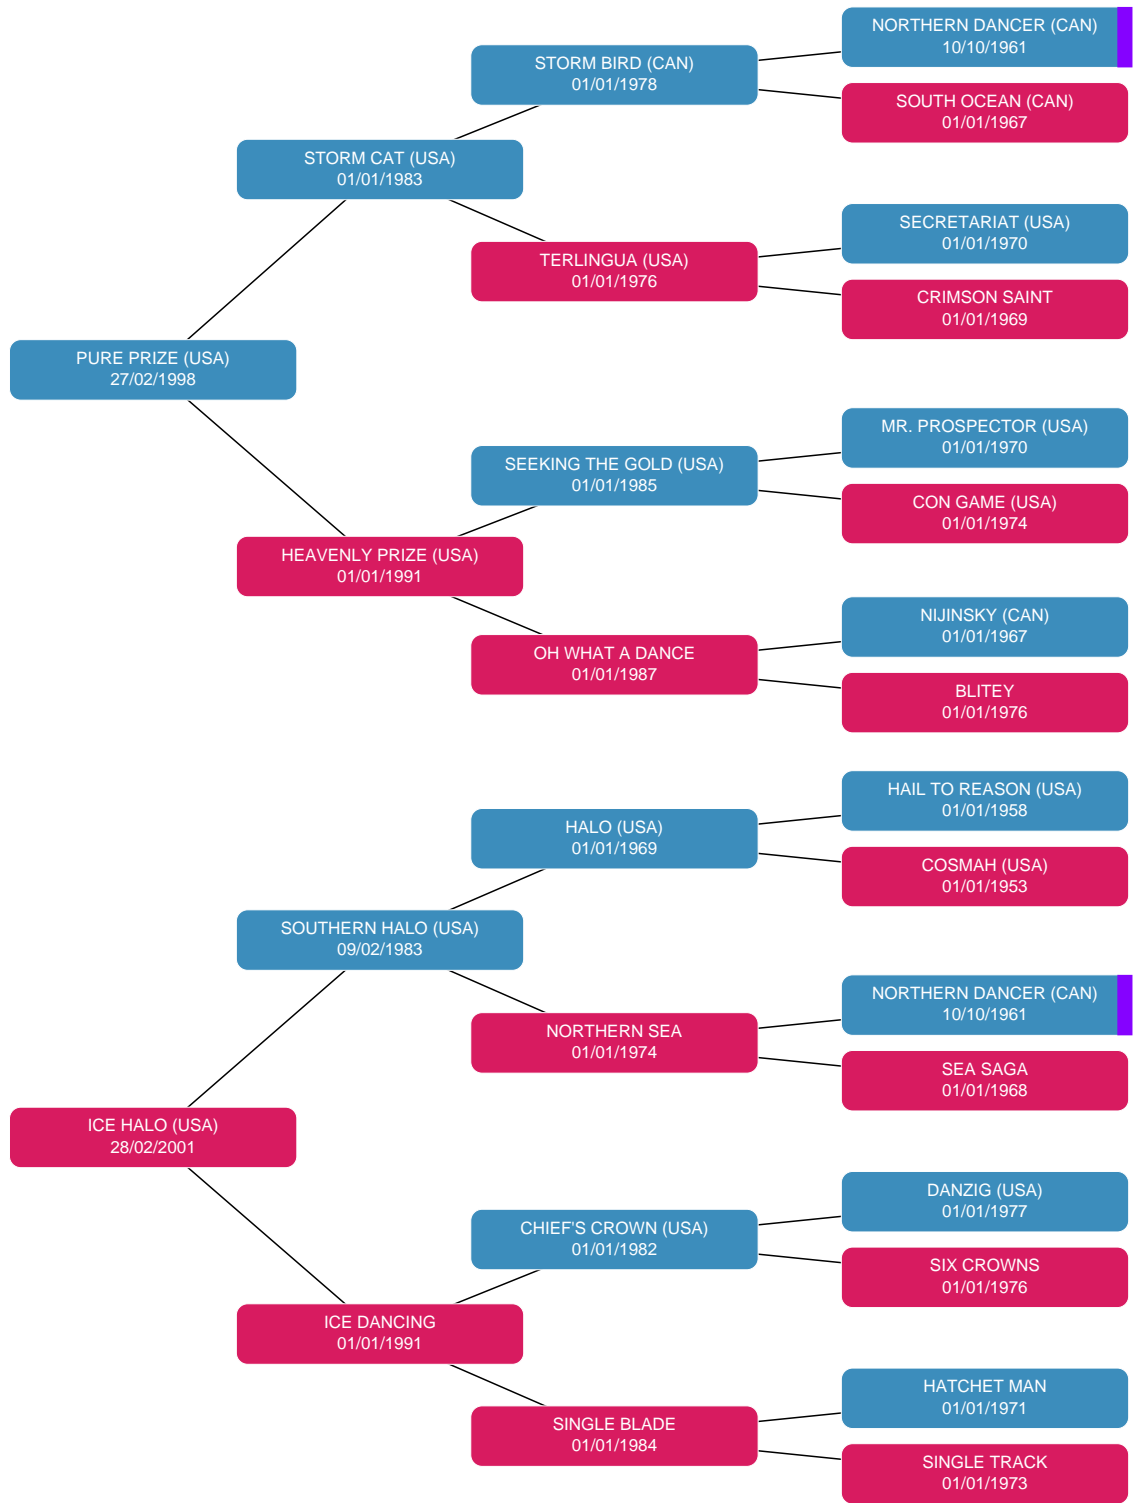 NORTHERN DANCER (CAN)
10/10/1961
STORM BIRD (CAN)
01/01/1978
SOUTH OCEAN (CAN)
01/01/1967
STORM CAT (USA)
01/01/1983
SECRETARIAT (USA)
01/01/1970
TERLINGUA (USA)
01/01/1976
CRIMSON SAINT
01/01/1969
PURE PRIZE (USA)
27/02/1998
MR. PROSPECTOR (USA)
01/01/1970
SEEKING THE GOLD (USA)
01/01/1985
CON GAME (USA)
01/01/1974
HEAVENLY PRIZE (USA)
01/01/1991
NIJINSKY (CAN)
01/01/1967
OH WHAT A DANCE
01/01/1987
BLITEY
01/01/1976
HAIL TO REASON (USA)
01/01/1958
HALO (USA)
01/01/1969
COSMAH (USA)
01/01/1953
SOUTHERN HALO (USA)
09/02/1983
NORTHERN DANCER (CAN)
10/10/1961
NORTHERN SEA
01/01/1974
SEA SAGA
01/01/1968
ICE HALO (USA)
28/02/2001
DANZIG (USA)
01/01/1977
CHIEF'S CROWN (USA)
01/01/1982
SIX CROWNS
01/01/1976
ICE DANCING
01/01/1991
HATCHET MAN
01/01/1971
SINGLE BLADE
01/01/1984
SINGLE TRACK
01/01/1973